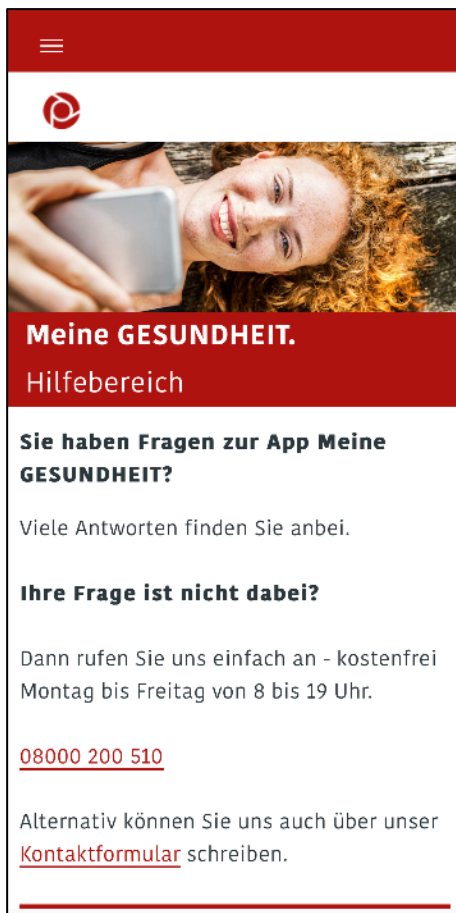 Meine GESUNDHEIT.
Hilfebereich
Sie haben Fragen zur App Meine
GESUNDHEIT?
Viele Antworten finden Sie anbei.
Ihre Frage ist nicht dabei?
Dann rufen Sie uns einfach an - kostenfrei
Montag bis Freitag von 8 bis 19 Uhr.
08000 200 510
Alternativ können Sie uns auch über unser
Kontaktformular schreiben.